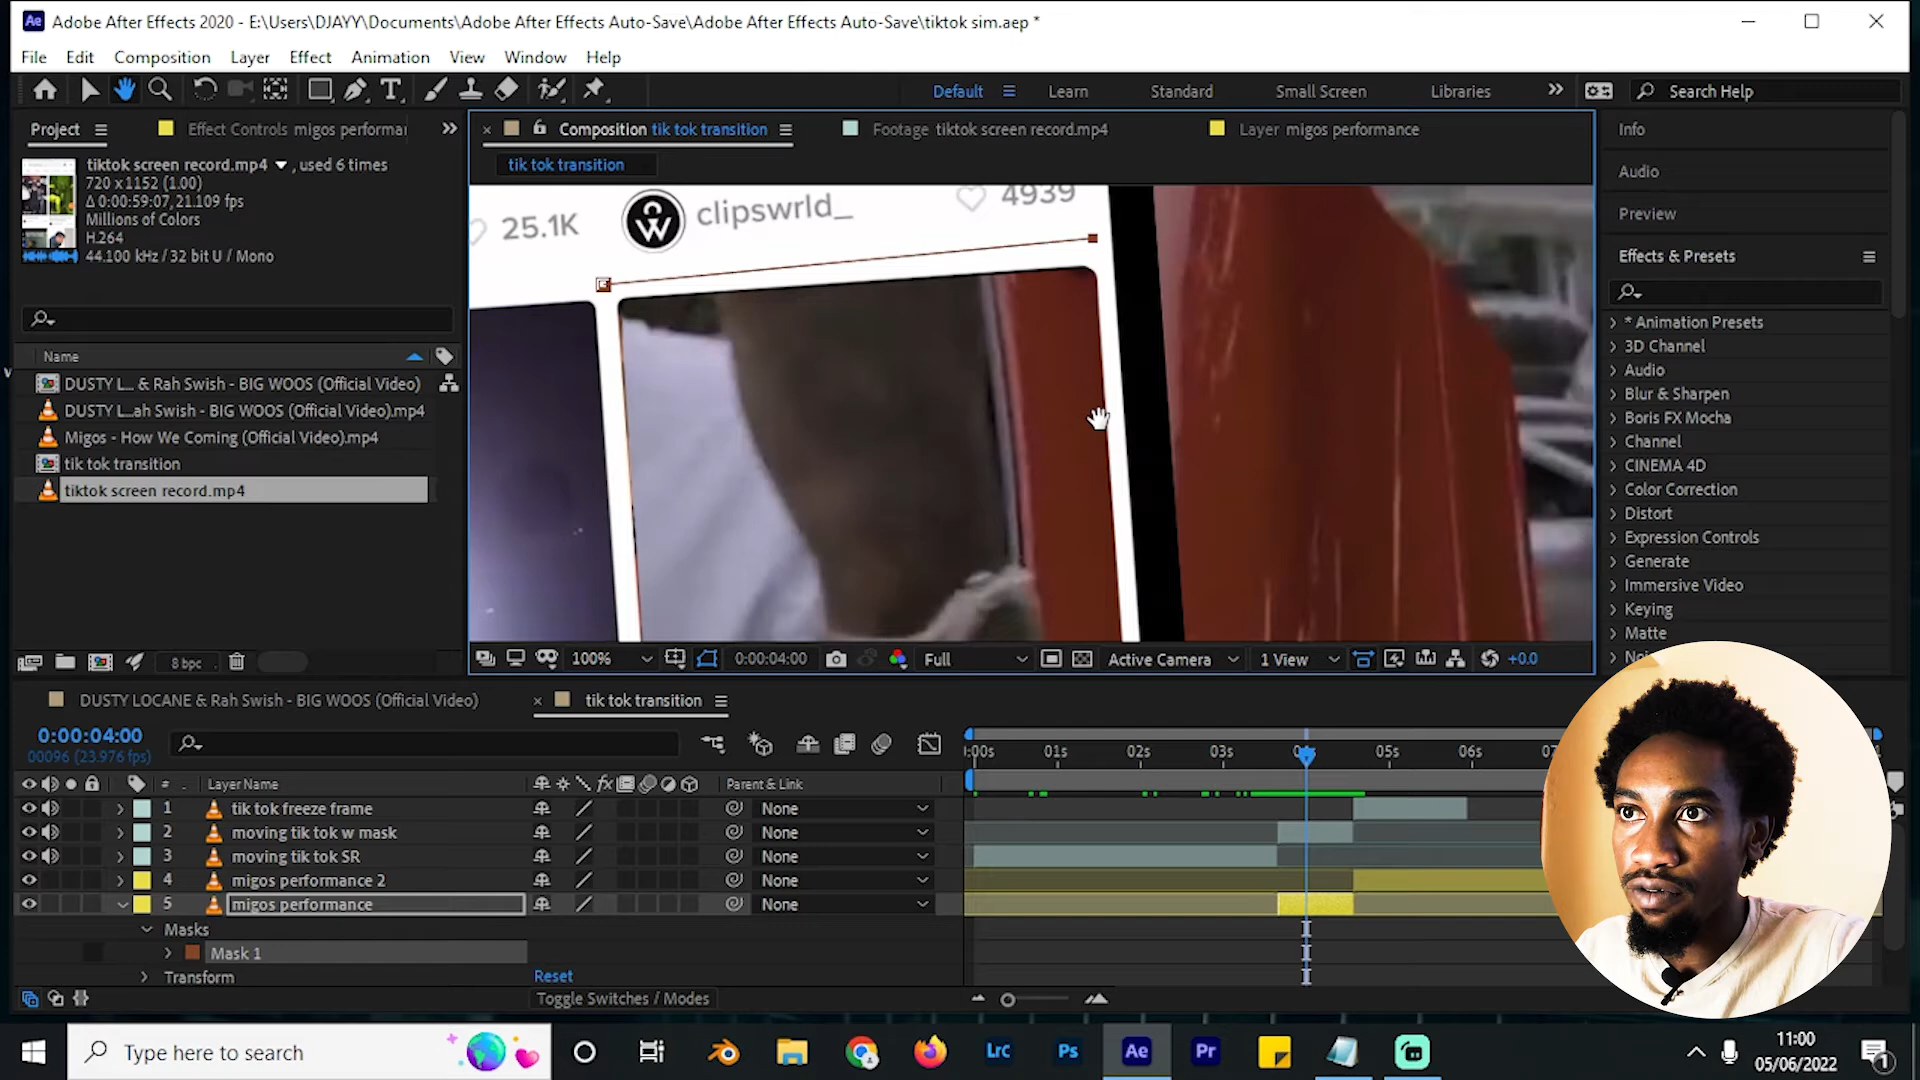 Adobe After Effects 2020 - E:\Users\DJAYY\Documents\Adobe After Effects Auto-Save\Adobe After Effects Auto-Save\tiktok sim.aep *
File Edit Composition Layer Effect Animation View Window Help
Default Learn Standard Small Screen Libraries Search Help
Project Effect Controls migos performar
Composition tik tok transition Footage tiktok screen record.mp4 Layer migos performance
tik tok transition
tiktok screen record.mp4 , used 6 times
720 x 1152 (1.00)
Δ 0:00:59:07, 21.109 fps
Millions of Colors
H.264
44.100 kHz / 32 bit U / Mono
Name
DUSTY L... & Rah Swish - BIG WOOS (Official Video)
DUSTY L...ah Swish - BIG WOOS (Official Video).mp4
Migos - How We Coming (Official Video).mp4
tik tok transition
tiktok screen record.mp4
8 bpc
25.1K clipswrld_ 4939
100% 0:00:04:00 Full Active Camera 1 View +0.0
Info
Audio
Preview
Effects & Presets
* Animation Presets
3D Channel
Audio
Blur & Sharpen
Boris FX Mocha
Channel
CINEMA 4D
Color Correction
Distort
Expression Controls
Generate
Immersive Video
Keying
Matte
DUSTY LOCANE & Rah Swish - BIG WOOS (Official Video) tik tok transition
0:00:04:00
00096 (23.976 fps)
:00s 01s 02s 03s 05s 06s
# Layer Name Parent & Link
1 tik tok freeze frame None
2 moving tik tok w mask None
3 moving tik tok SR None
4 migos performance 2 None
5 migos performance None
Masks
Mask 1
Transform Reset
Toggle Switches / Modes
Type here to search
Lrc Ps Ae Pr
11:00
05/06/2022
1